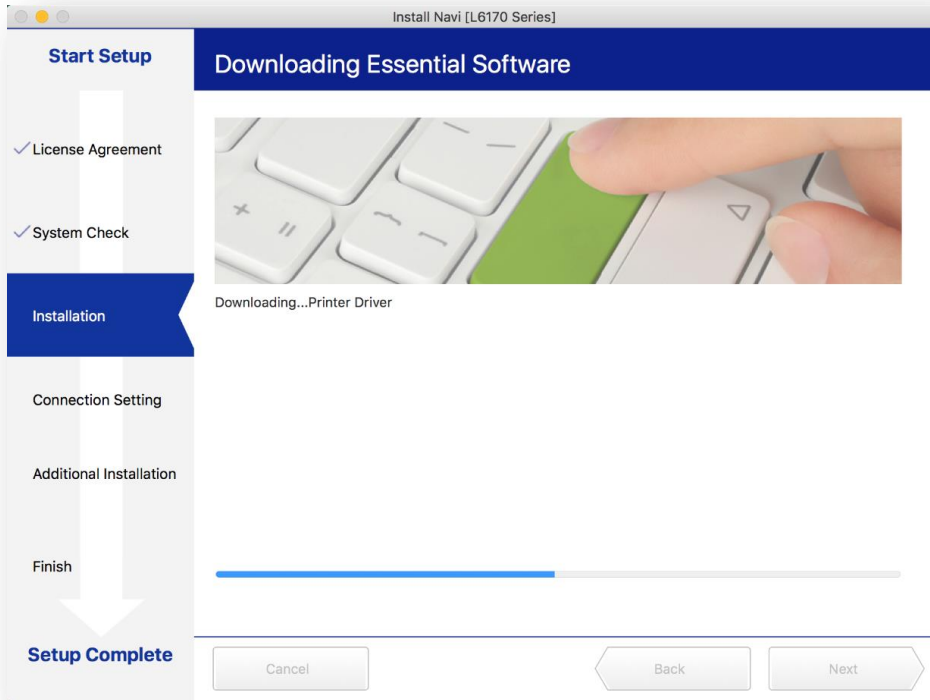 Install Navi [L6170 Series]
Start Setup
License Agreement
System Check
Installation
Connection Setting
Additional Installation
Finish
Setup Complete
Downloading Essential Software
Downloading...Printer Driver
Cancel
Back
Next